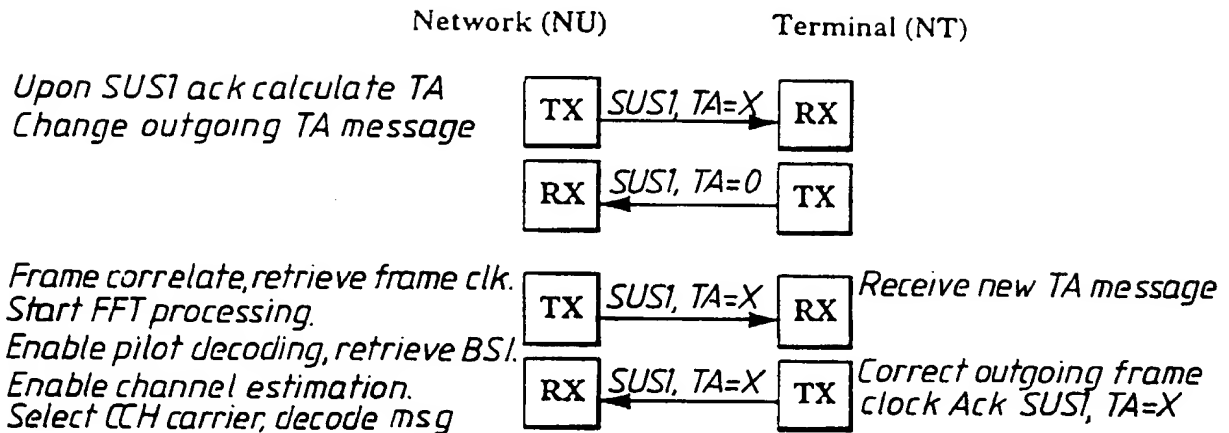 Network (NU) Terminal (NT)
Upon SUS1 ack calculate TA
Change outgoing TA message
TX SUS1, TA=X RX
RX SUS1, TA=0 TX
Frame correlate, retrieve frame clk.
Start FFT processing.
Enable pilot decoding, retrieve BSI.
Enable channel estimation.
Select CCH carrier, decode msg
TX SUS1, TA=X RX
Receive new TA message
RX SUS1, TA=X TX
Correct outgoing frame
clock Ack SUS1, TA=X